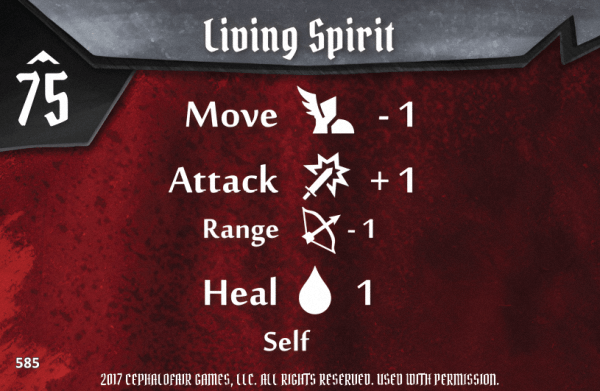 Living Spirit
75
Move - 1
Attack + 1
Range - 1
Heal 1
Self
585
2017 CEPHALOFAIR GAMES, LLC. ALL RIGHTS RESERVED. USED WITH PERMISSION.